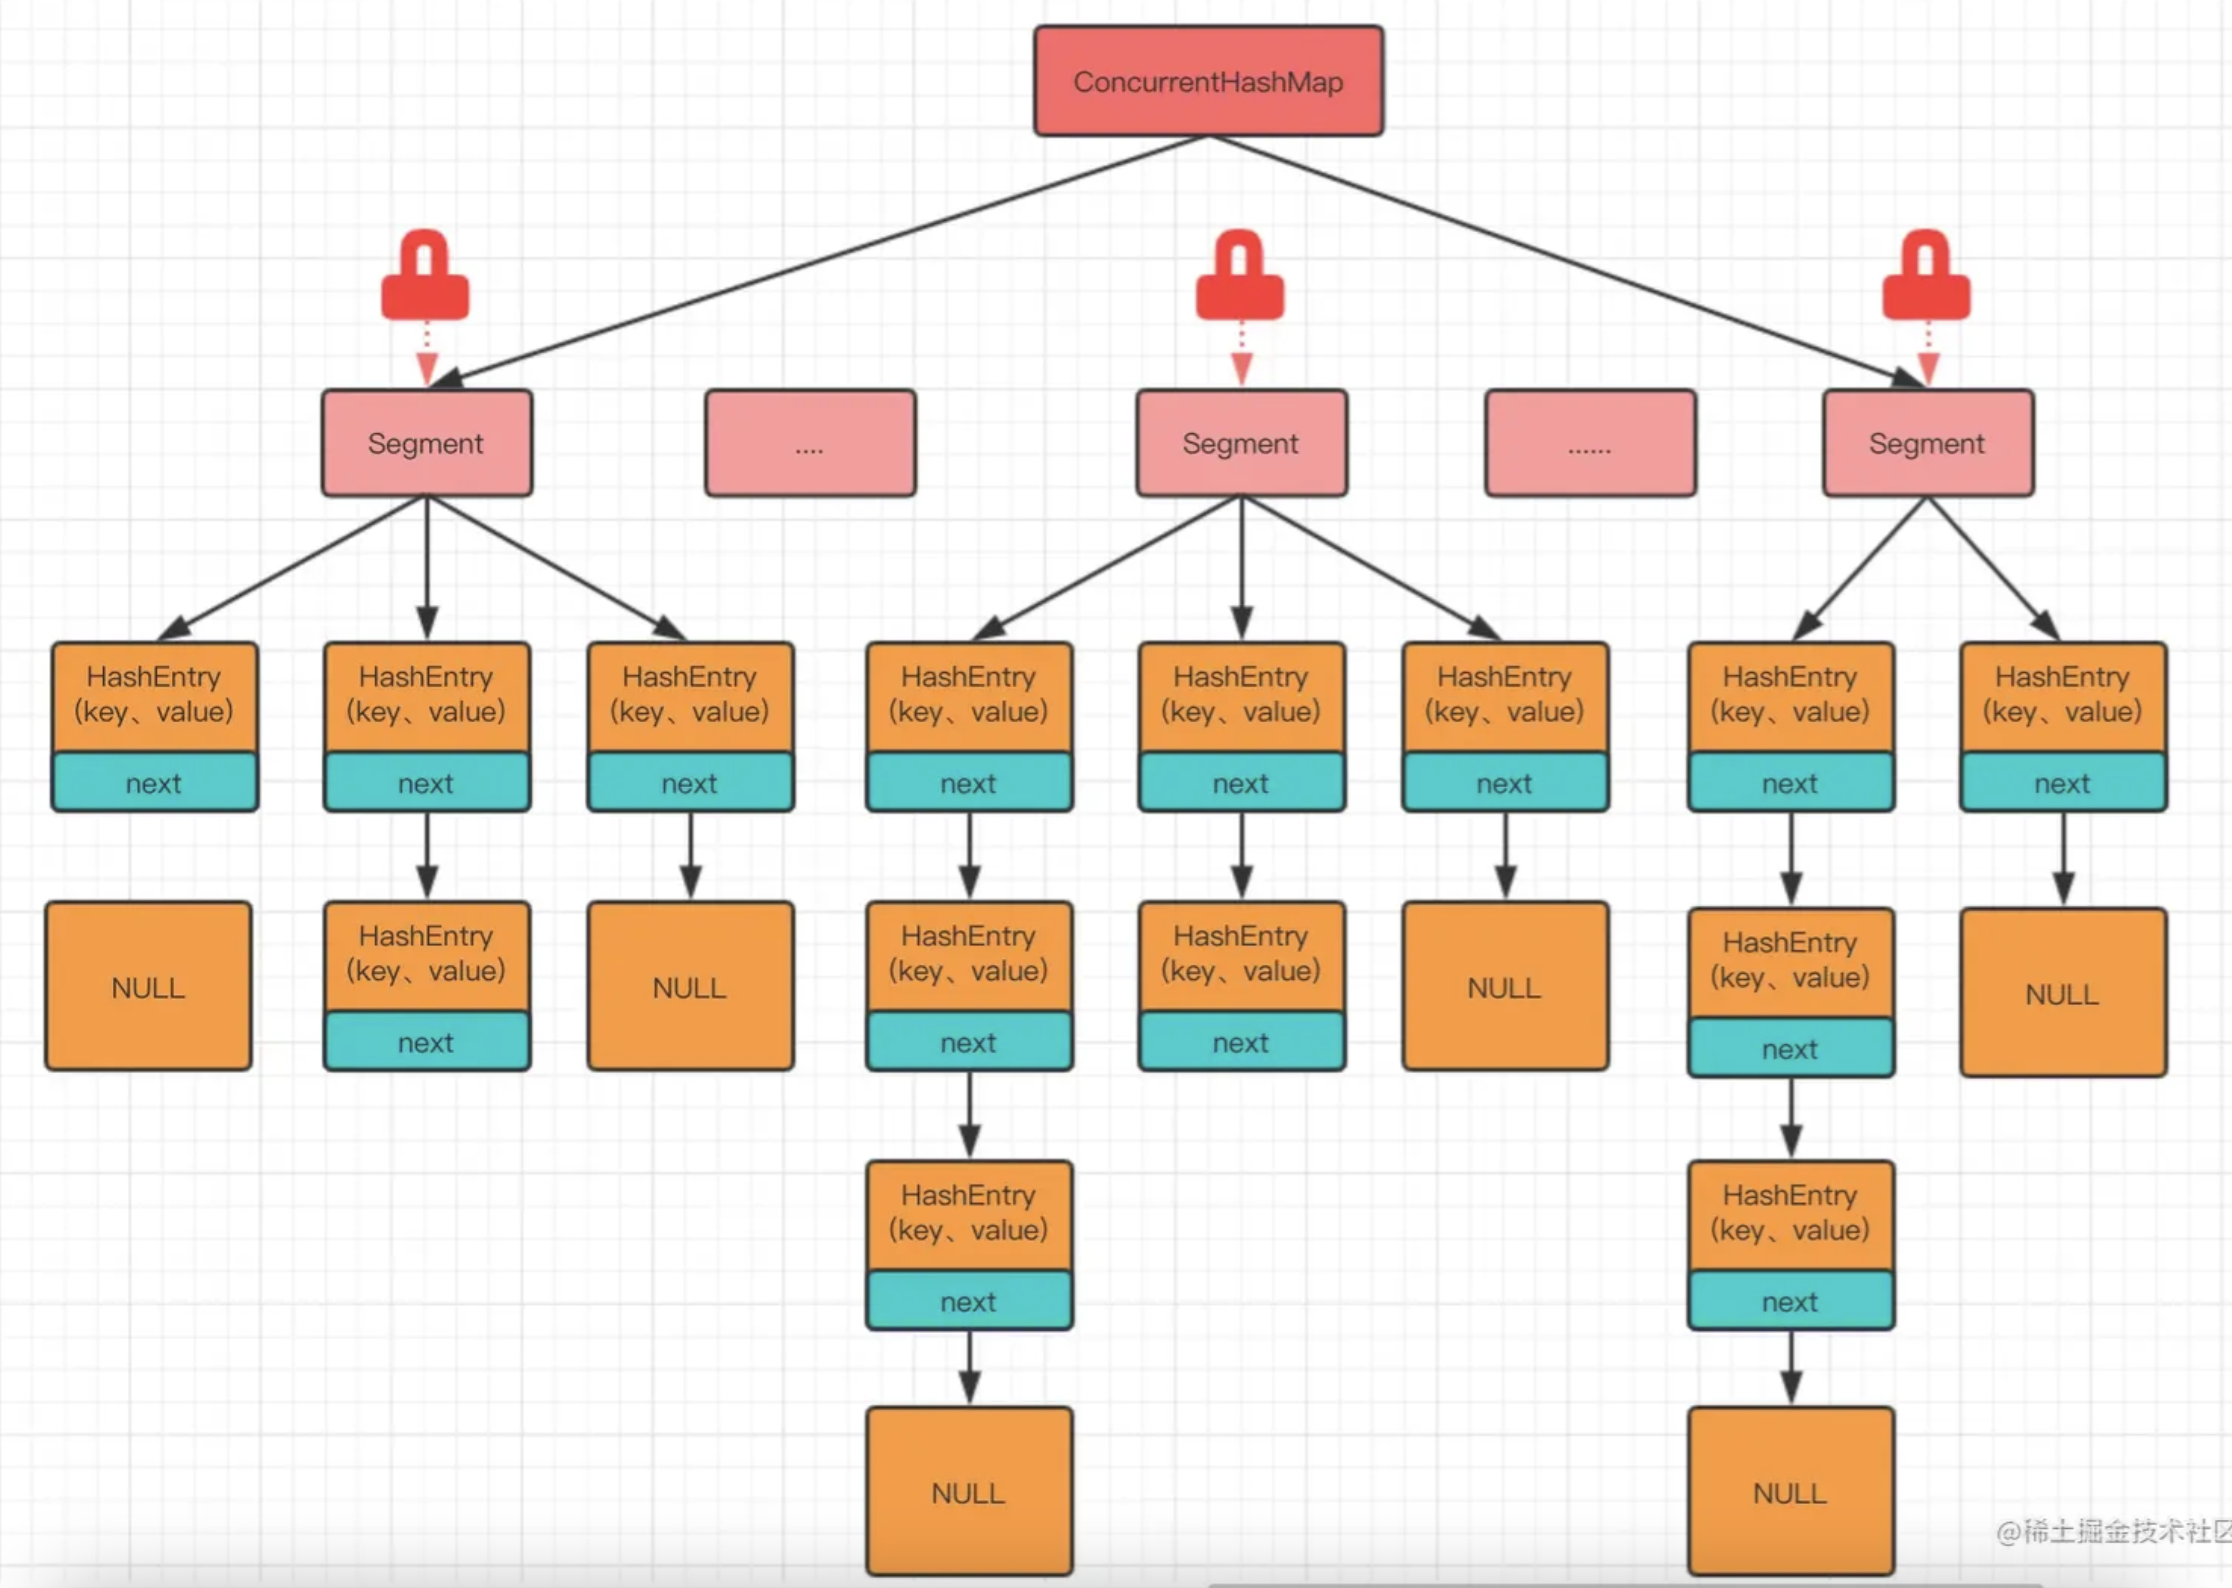 ConcurrentHashMap
Segment
....
Segment
......
Segment
HashEntry
(key、value)
next
HashEntry
(key、value)
next
HashEntry
(key、value)
next
HashEntry
(key、value)
next
HashEntry
(key、value)
next
HashEntry
(key、value)
next
HashEntry
(key、value)
next
HashEntry
(key、value)
next
NULL
HashEntry
(key、value)
next
NULL
HashEntry
(key、value)
next
HashEntry
(key、value)
next
NULL
HashEntry
(key、value)
next
NULL
HashEntry
(key、value)
next
HashEntry
(key、value)
next
NULL
NULL
@稀土掘金技术社区